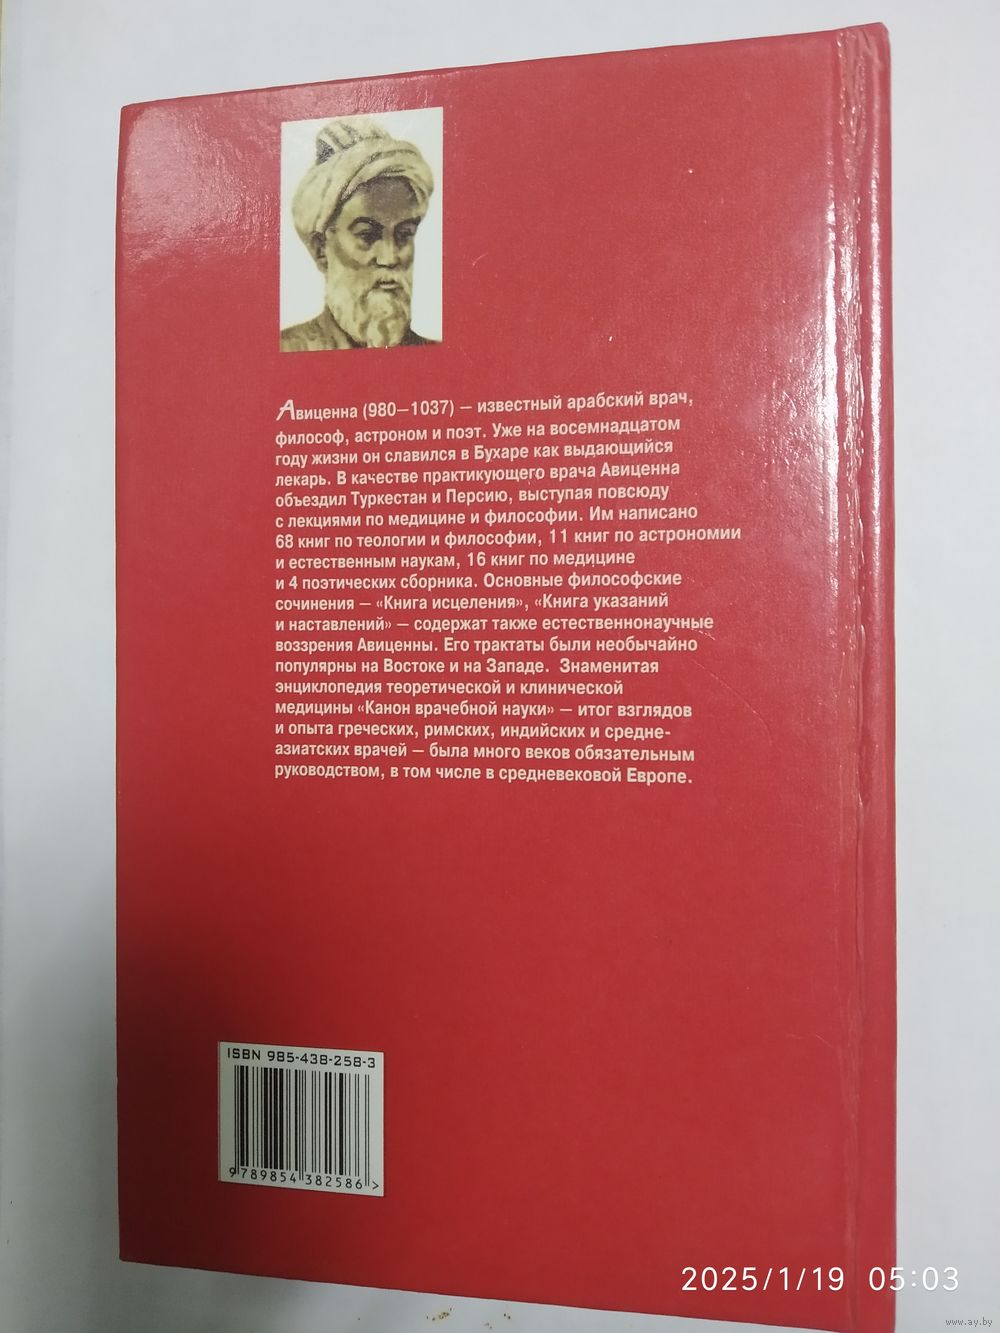 Авиценна (980–1037) – известный арабский врач,
философ, астроном и поэт. Уже на восемнадцатом
году жизни он славился в Бухаре как выдающийся
лекарь. В качестве практикующего врача Авиценна
объездил Туркестан и Персию, выступая повсюду
с лекциями по медицине и философии. Им написано
68 книг по теологии и философии, 11 книг по астрономии
и естественным наукам, 16 книг по медицине
и 4 поэтических сборника. Основные философские
сочинения – «Книга исцеления», «Книга указаний
и наставлений» – содержат также естественнонаучные
воззрения Авиценны. Его трактаты были необычайно
популярны на Востоке и на Западе. Знаменитая
энциклопедия теоретической и клинической
медицины «Канон врачебной науки» – итог взглядов
и опыта греческих, римских, индийских и средне-
азиатских врачей – была много веков обязательным
руководством, в том числе в средневековой Европе.
ISBN 985-438-258-3
9 789854 382586 >
2025/1/19 05:03
www.ay.by